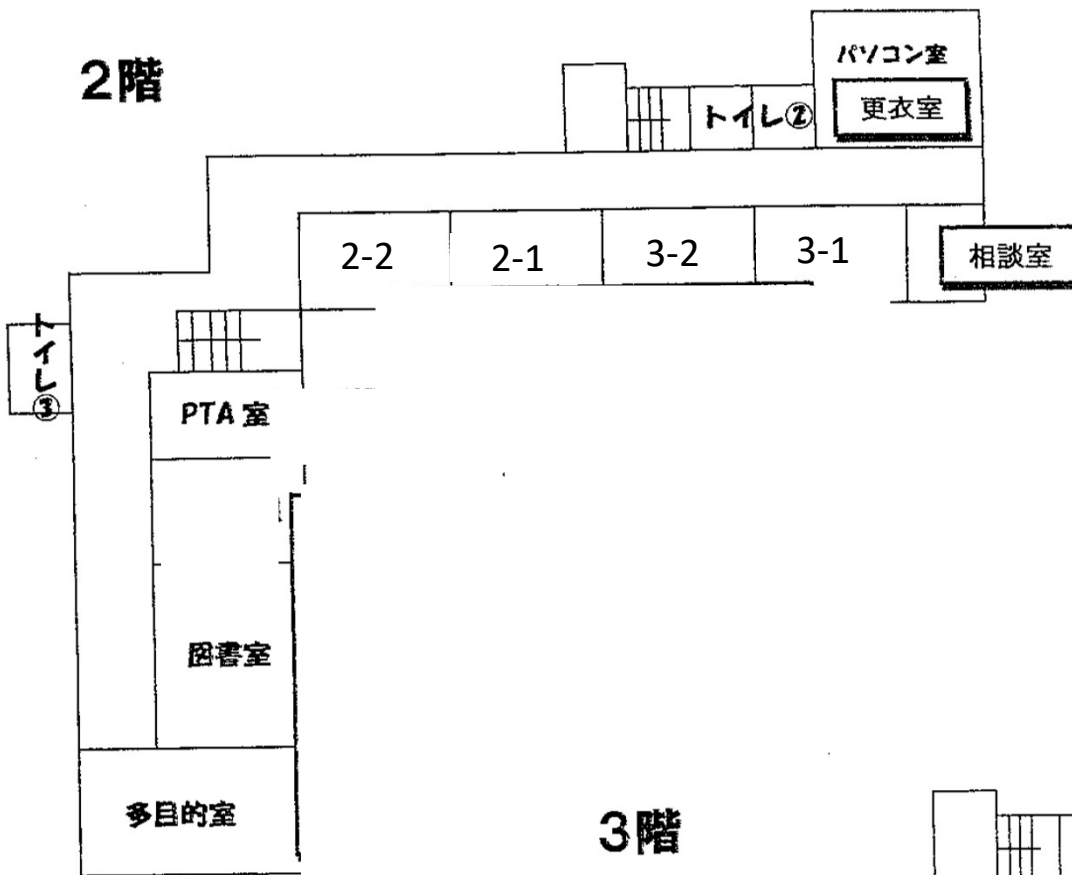 2階
パソコン室
トイレ②
更衣室
2-2
2-1
3-2
3-1
相談室
トイレ③
PTA室
図書室
多目的室
3階